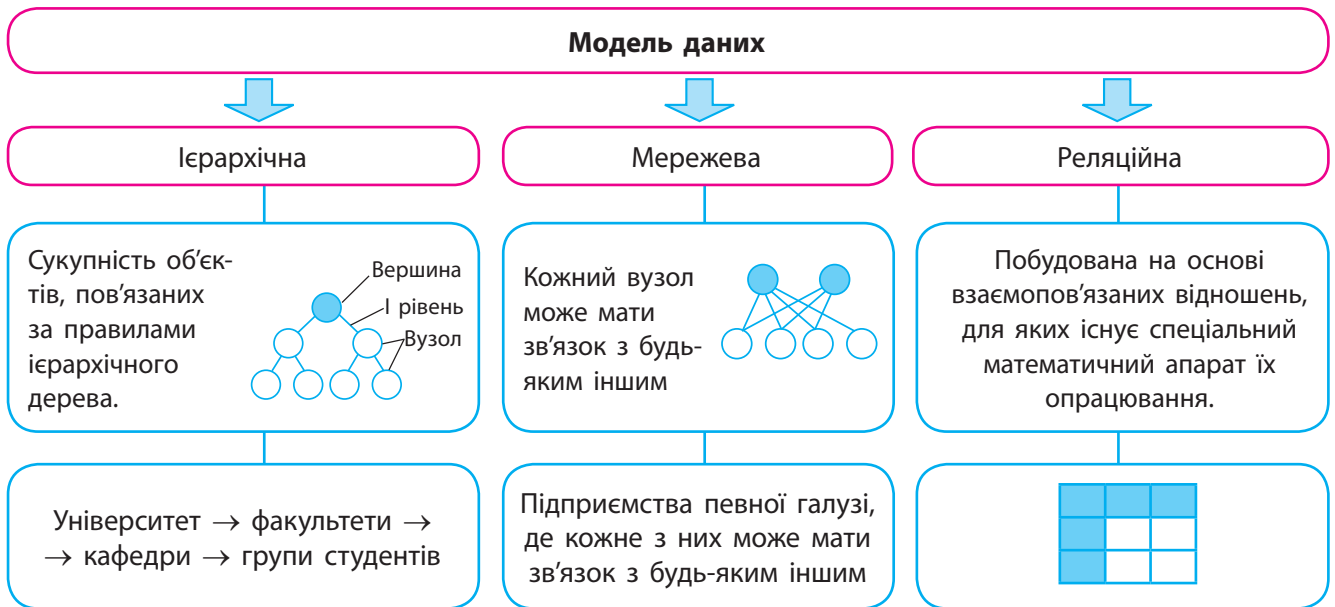 Модель даних
Ієрархічна
Мережева
Реляційна
Сукупність об'єк-
тів, пов'язаних
за правилами
ієрархічного
дерева.
Вершина
І рівень
Вузол
Кожний вузол
може мати
зв'язок з будь-
яким іншим
Побудована на основі
взаємопов'язаних відношень,
для яких існує спеціальний
математичний апарат їх
опрацювання.
Університет → факультети →
→ кафедри → групи студентів
Підприємства певної галузі,
де кожне з них може мати
зв'язок з будь-яким іншим